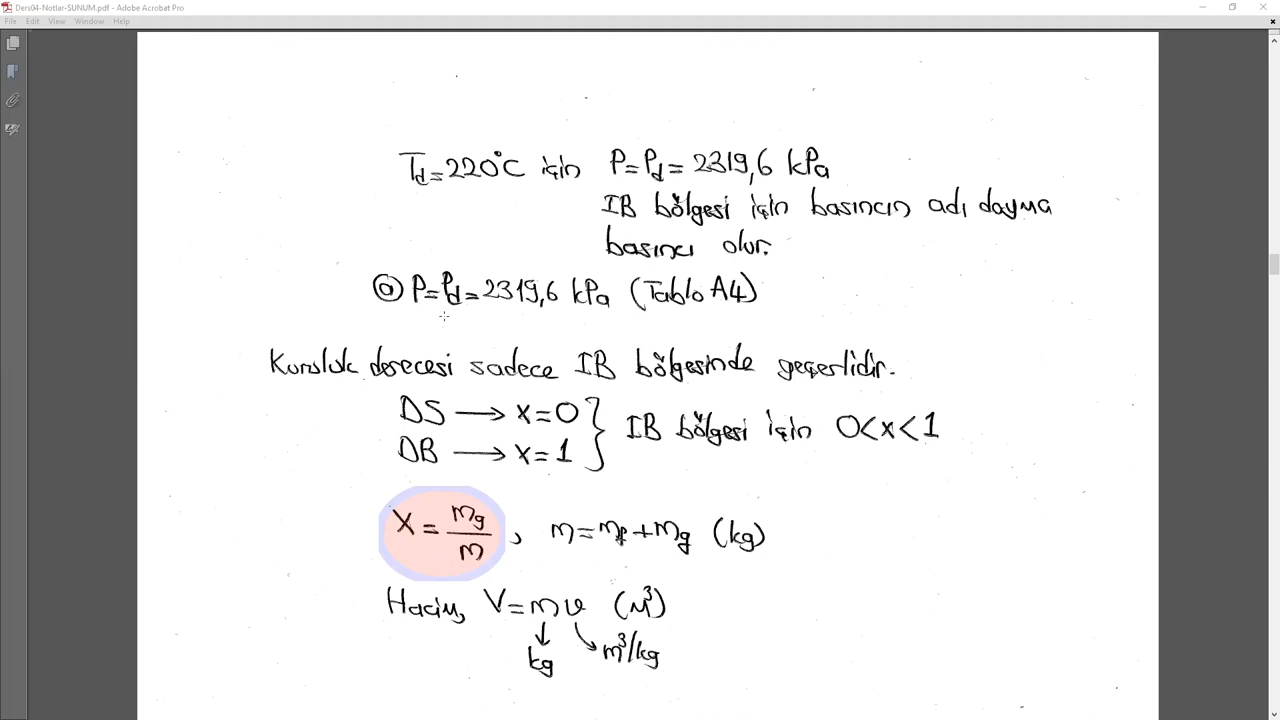 Ders04-Notlar-SUNUM.pdf - Adobe Acrobat Pro
File Edit View Window Help
Td=220°C için P=Pd=2319,6 kPa
IB bölgesi için basıncın adı doyma
basıncı olur.
ⓐ P=Pd=2319,6 kPa (Tablo A4)
Kuruluk derecesi sadece IB bölgesinde geçerlidir.
DS → x=0
DB → x=1
} IB bölgesi için 0<x<1
x = mg/m , m=mf+mg (kg)
Hacim, V=mv (m³)
kg m³/kg